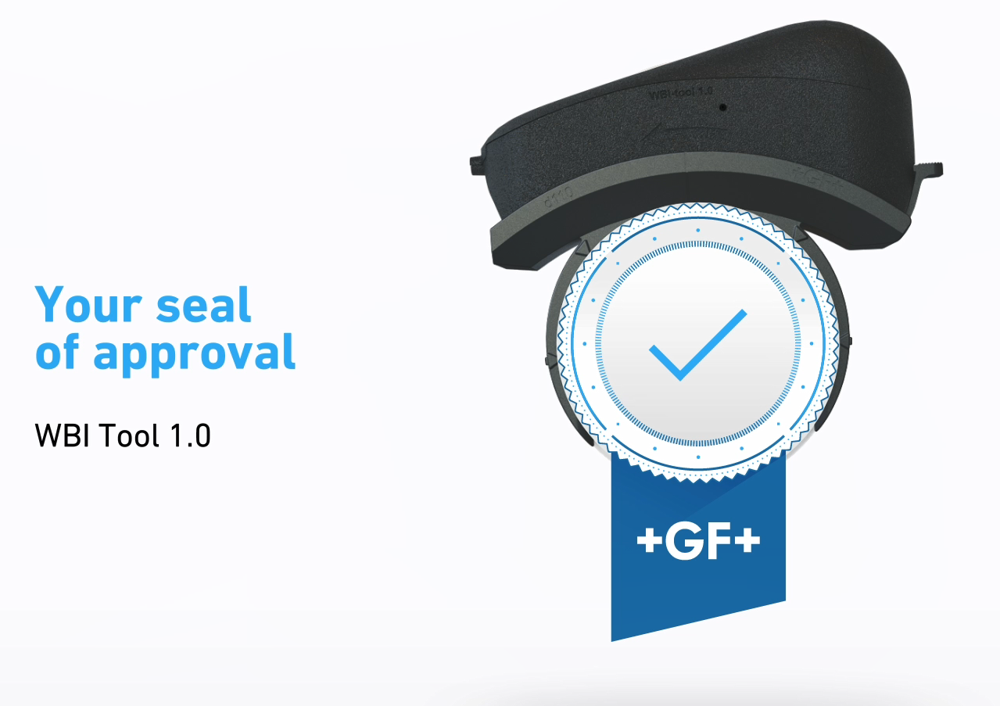 WBI-tool 1.0
d110
Your seal
of approval
WBI Tool 1.0
+GF+